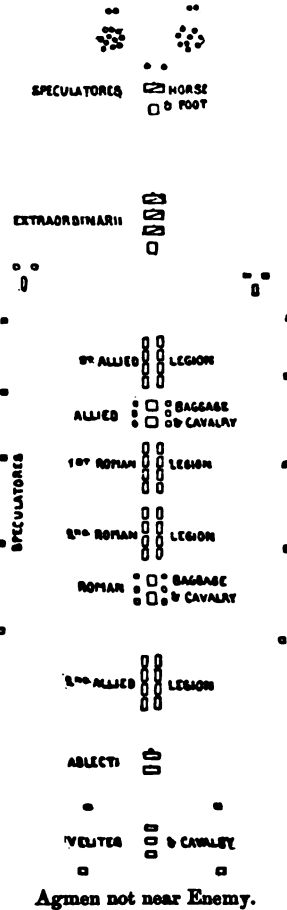 SPECULATORES HORSE
& FOOT
EXTRAORDINARII
1ST ALLIED LEGION
ALLIED BAGGAGE
& CAVALRY
1ST ROMAN LEGION
SPECULATORES
2ND ROMAN LEGION
ROMAN BAGGAGE
& CAVALRY
2ND ALLIED LEGION
ABLECTI
VELITES & CAVALRY
Agmen not near Enemy.